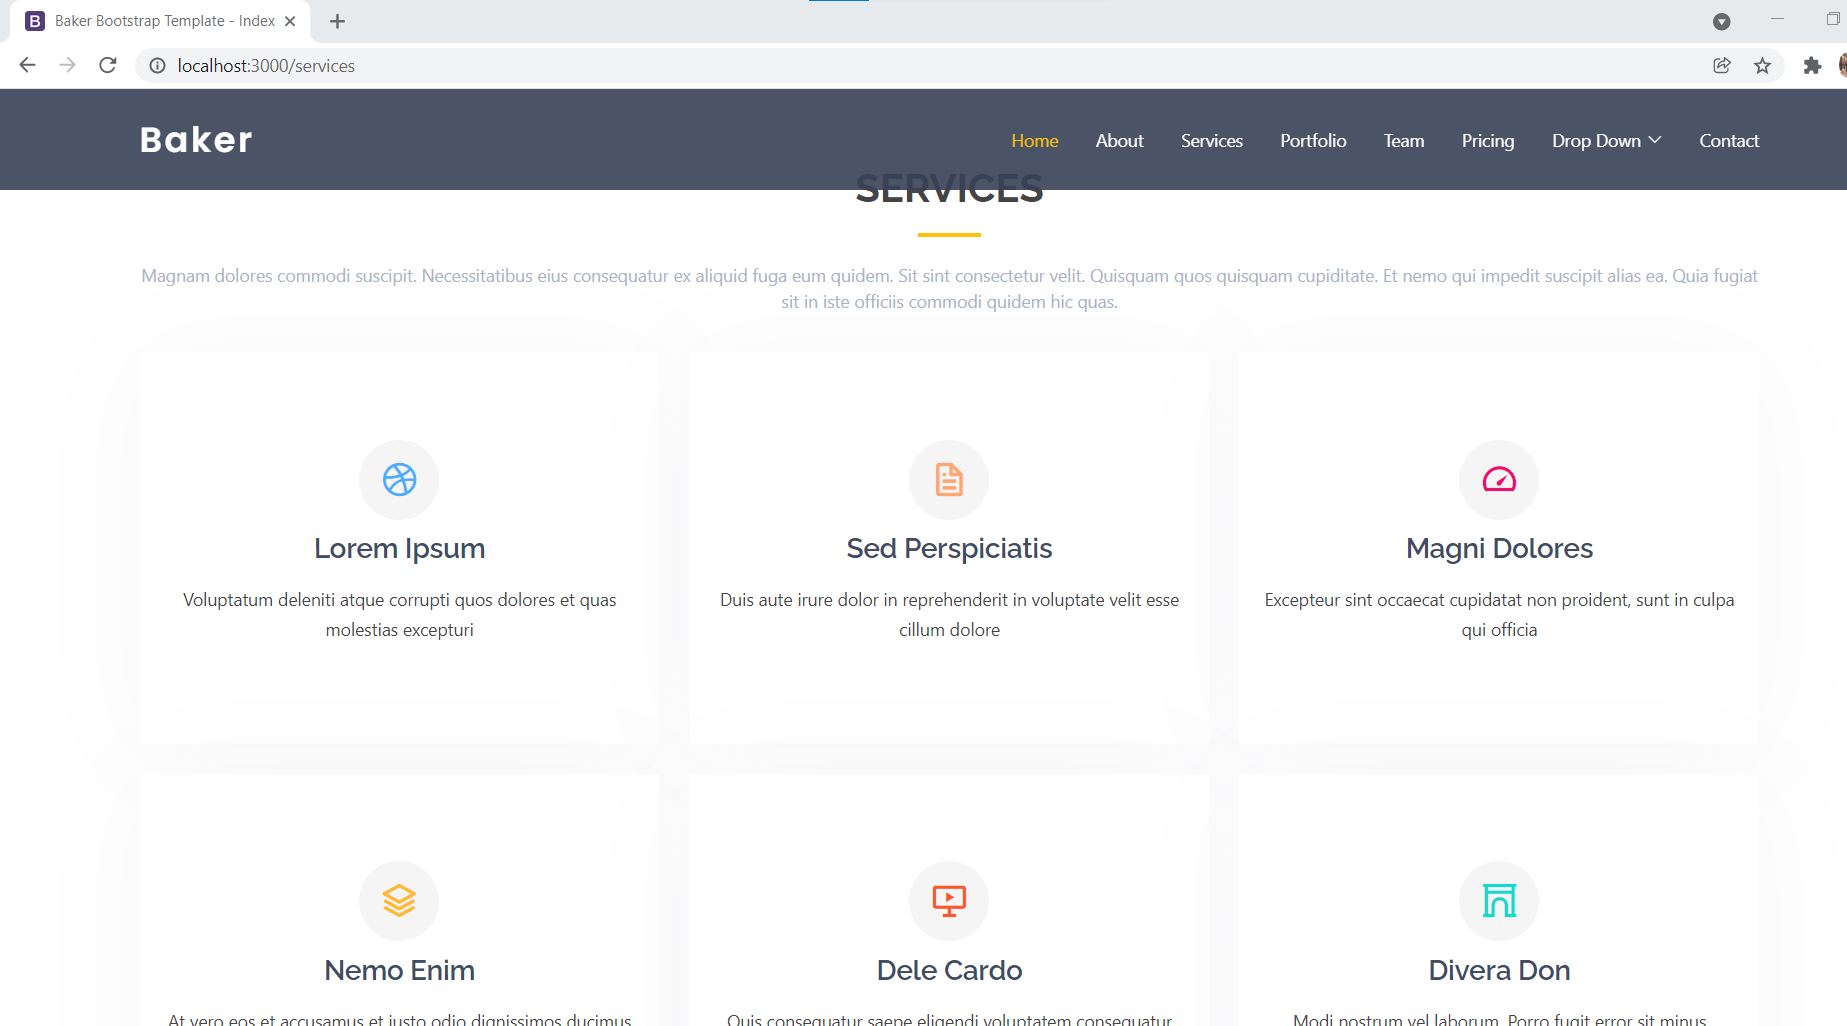 Baker Bootstrap Template - Index
localhost:3000/services
Baker
Home About Services Portfolio Team Pricing Drop Down Contact
SERVICES
Magnam dolores commodi suscipit. Necessitatibus eius consequatur ex aliquid fuga eum quidem. Sit sint consectetur velit. Quisquam quos quisquam cupiditate. Et nemo qui impedit suscipit alias ea. Quia fugiat
sit in iste officiis commodi quidem hic quas.
Lorem Ipsum
Voluptatum deleniti atque corrupti quos dolores et quas
molestias excepturi
Sed Perspiciatis
Duis aute irure dolor in reprehenderit in voluptate velit esse
cillum dolore
Magni Dolores
Excepteur sint occaecat cupidatat non proident, sunt in culpa
qui officia
Nemo Enim
At vero eos et accusamus et iusto odio dignissimos ducimus
Dele Cardo
Quis consequatur saepe eligendi voluptatem consequatur
Divera Don
Modi nostrum vel laborum. Porro fugit error sit minus